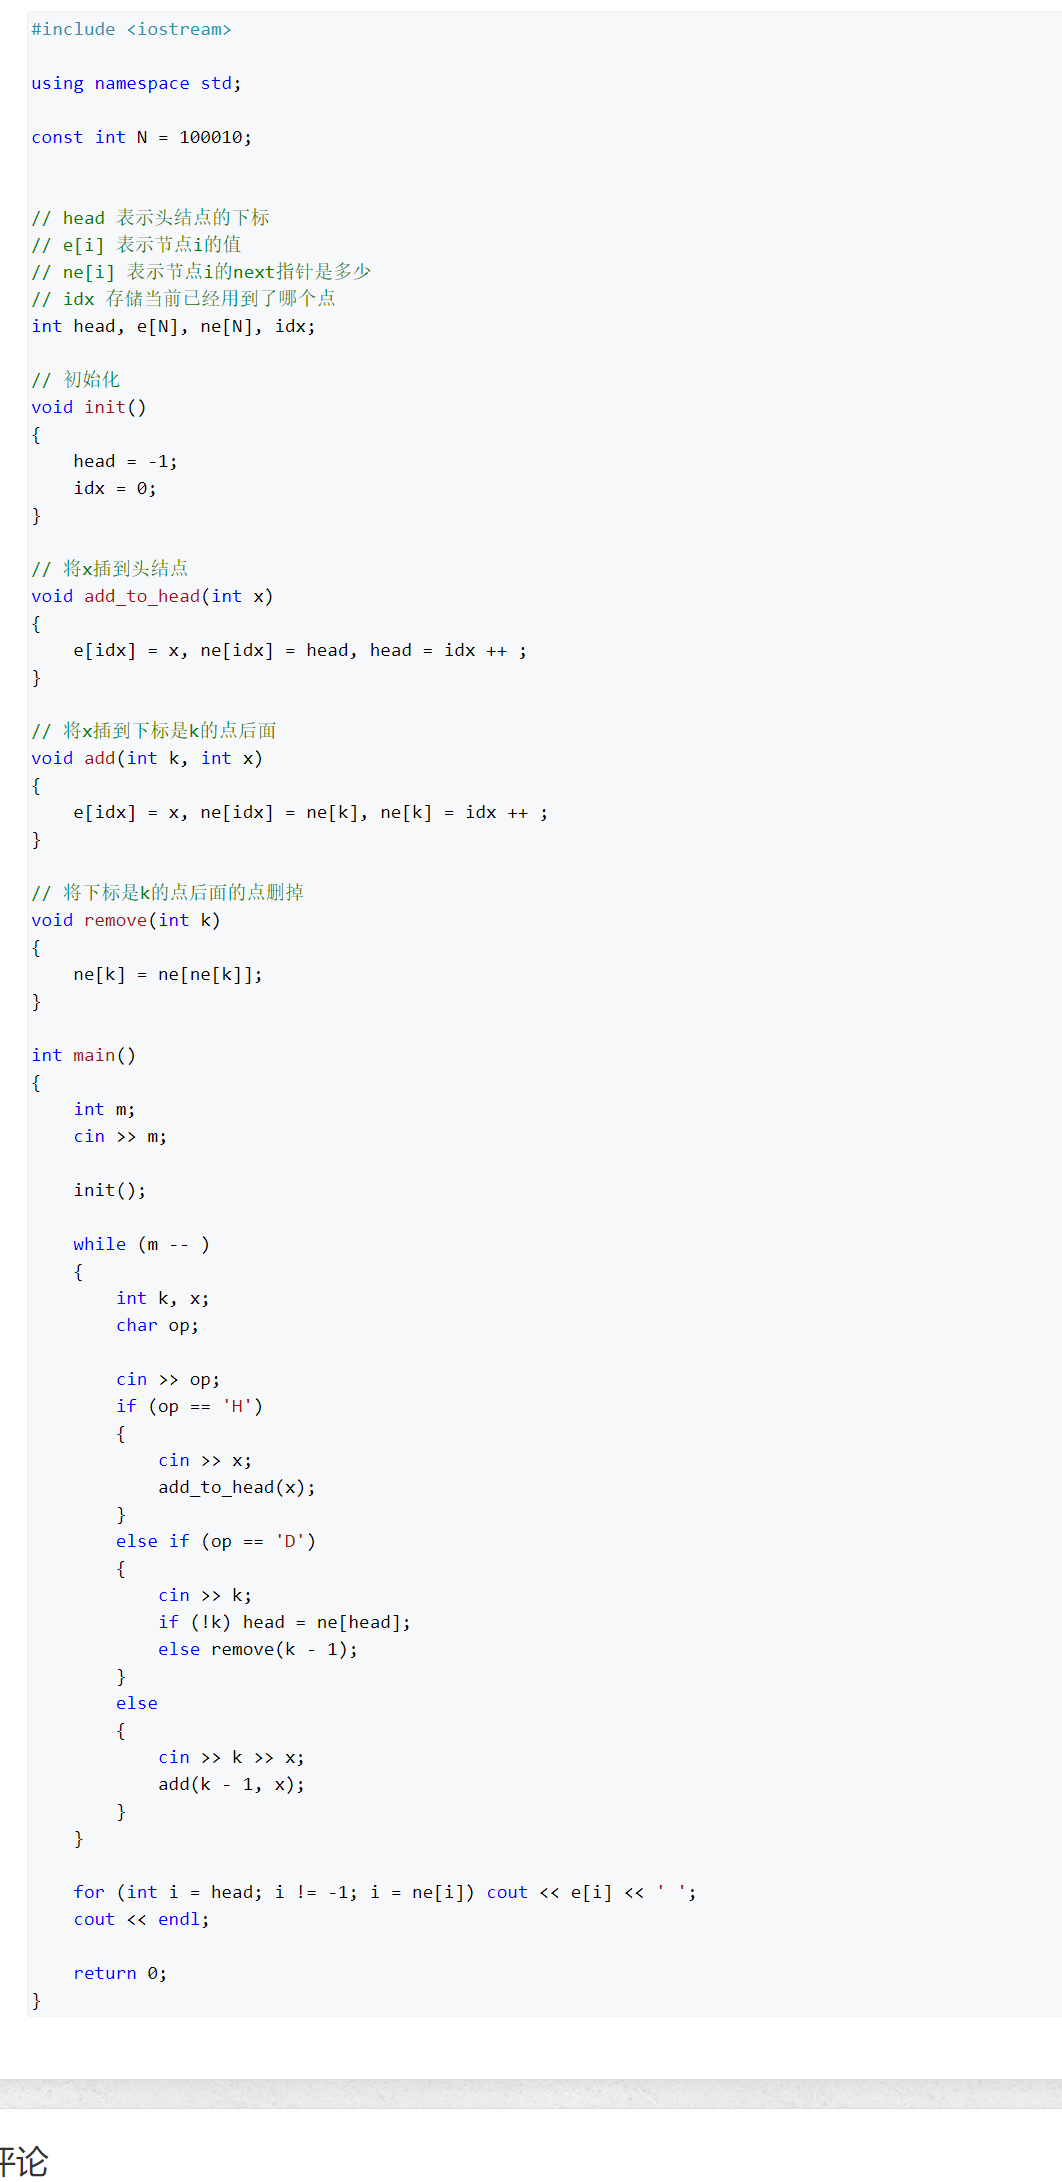 #include <iostream>
using namespace std;
const int N = 100010;
// head 表示头结点的下标
// e[i] 表示节点i的值
// ne[i] 表示节点i的next指针是多少
// idx 存储当前已经用到了哪个点
int head, e[N], ne[N], idx;
// 初始化
void init()
{
    head = -1;
    idx = 0;
}
// 将x插到头结点
void add_to_head(int x)
{
    e[idx] = x, ne[idx] = head, head = idx ++ ;
}
// 将x插到下标是k的点后面
void add(int k, int x)
{
    e[idx] = x, ne[idx] = ne[k], ne[k] = idx ++ ;
}
// 将下标是k的点后面的点删掉
void remove(int k)
{
    ne[k] = ne[ne[k]];
}
int main()
{
    int m;
    cin >> m;
    init();
    while (m -- )
    {
        int k, x;
        char op;
        cin >> op;
        if (op == 'H')
        {
            cin >> x;
            add_to_head(x);
        }
        else if (op == 'D')
        {
            cin >> k;
            if (!k) head = ne[head];
            else remove(k - 1);
        }
        else
        {
            cin >> k >> x;
            add(k - 1, x);
        }
    }
    for (int i = head; i != -1; i = ne[i]) cout << e[i] << ' ';
    cout << endl;
    return 0;
}
评论